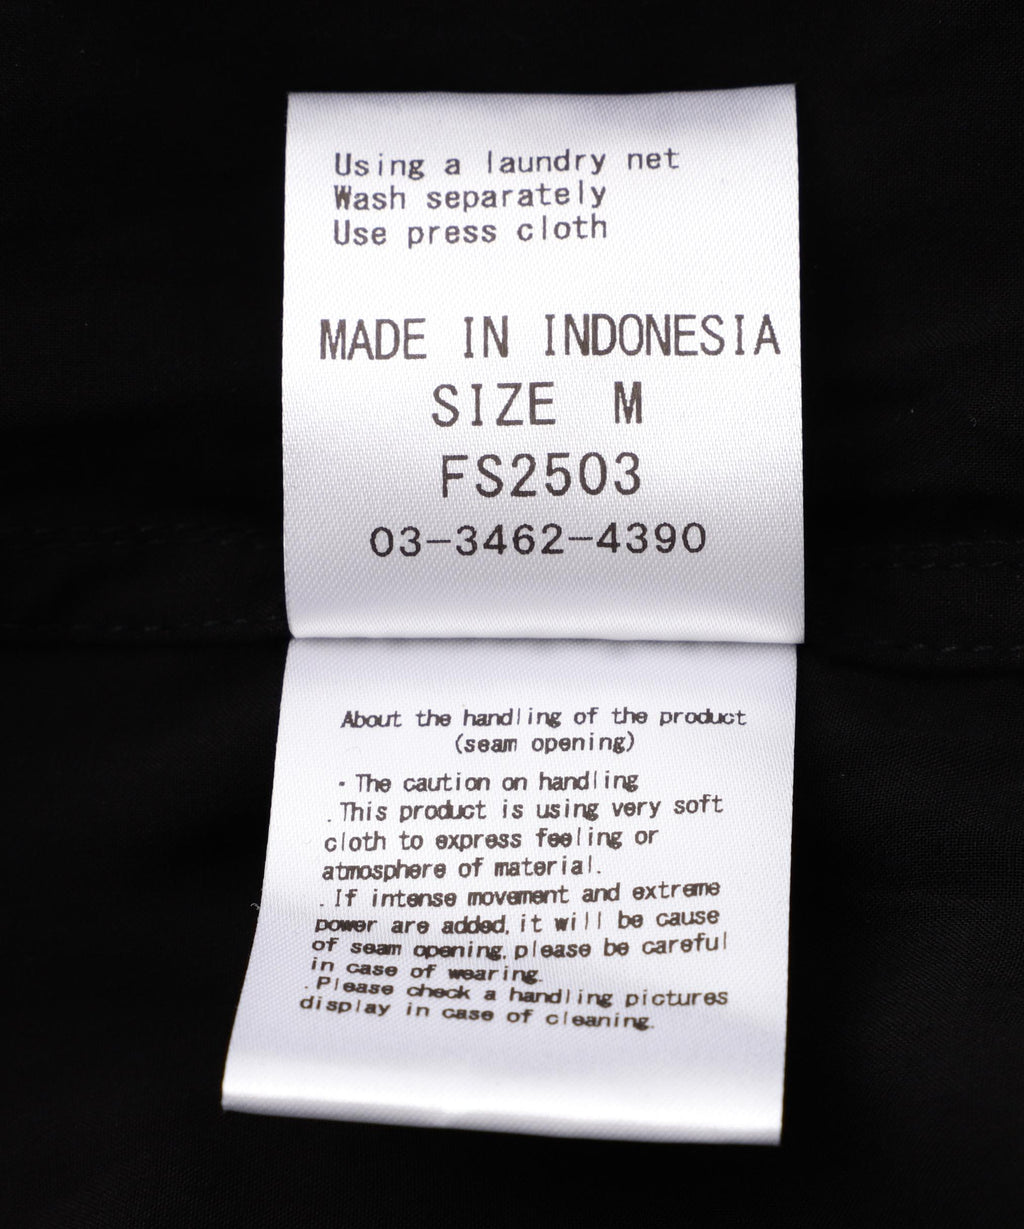 Using a laundry net
Wash separately
Use press cloth
MADE IN INDONESIA
SIZE M
FS2503
03-3462-4390
About the handling of the product
(seam opening)
・The caution on handling
.This product is using very soft
cloth to express feeling or
atmosphere of material.
.If intense movement and extreme
power are added, it will be cause
of seam opening, please be careful
in case of wearing.
.Please check a handling pictures
display in case of cleaning.